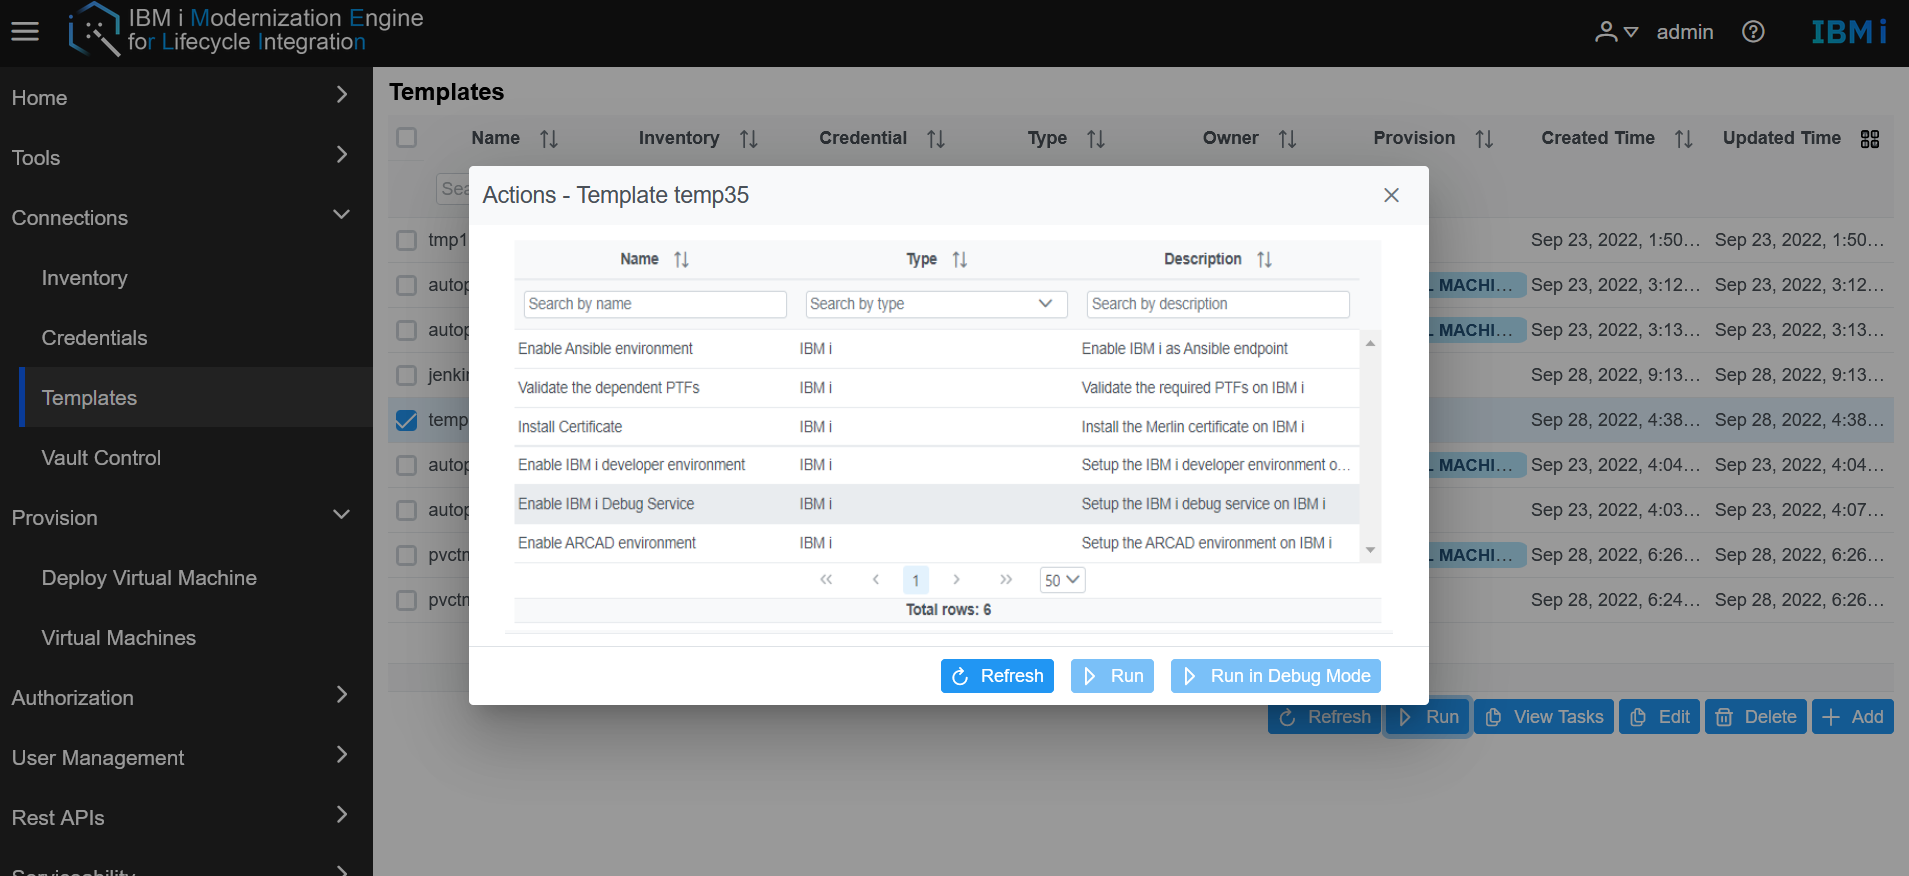 IBM i Modernization Engine
for Lifecycle Integration
admin
IBM i
Home
Tools
Connections
Inventory
Credentials
Templates
Vault Control
Provision
Deploy Virtual Machine
Virtual Machines
Authorization
User Management
Rest APIs
Serviceability
Templates
Name Inventory Credential Type Owner Provision Created Time Updated Time
Sea
tmp1 Sep 23, 2022, 1:50... Sep 23, 2022, 1:50...
autop L MACHI... Sep 23, 2022, 3:12... Sep 23, 2022, 3:12...
autop L MACHI... Sep 23, 2022, 3:13... Sep 23, 2022, 3:13...
jenkin Sep 28, 2022, 9:13... Sep 28, 2022, 9:13...
temp Sep 28, 2022, 4:38... Sep 28, 2022, 4:38...
autop L MACHI... Sep 23, 2022, 4:04... Sep 23, 2022, 4:04...
autop Sep 23, 2022, 4:03... Sep 23, 2022, 4:07...
pvctm L MACHI... Sep 28, 2022, 6:26... Sep 28, 2022, 6:26...
pvctm Sep 28, 2022, 6:24... Sep 28, 2022, 6:26...
Refresh Run View Tasks Edit Delete Add
Actions - Template temp35
Name Type Description
Search by name Search by type Search by description
Enable Ansible environment IBM i Enable IBM i as Ansible endpoint
Validate the dependent PTFs IBM i Validate the required PTFs on IBM i
Install Certificate IBM i Install the Merlin certificate on IBM i
Enable IBM i developer environment IBM i Setup the IBM i developer environment o...
Enable IBM i Debug Service IBM i Setup the IBM i debug service on IBM i
Enable ARCAD environment IBM i Setup the ARCAD environment on IBM i
« ‹ 1 › » 50
Total rows: 6
Refresh Run Run in Debug Mode